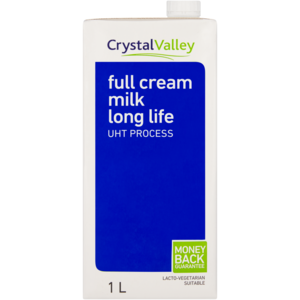 CrystalValley
full cream
milk
long life
UHT PROCESS
MONEY
BACK
GUARANTEE
LACTO-VEGETARIAN
SUITABLE
1 L